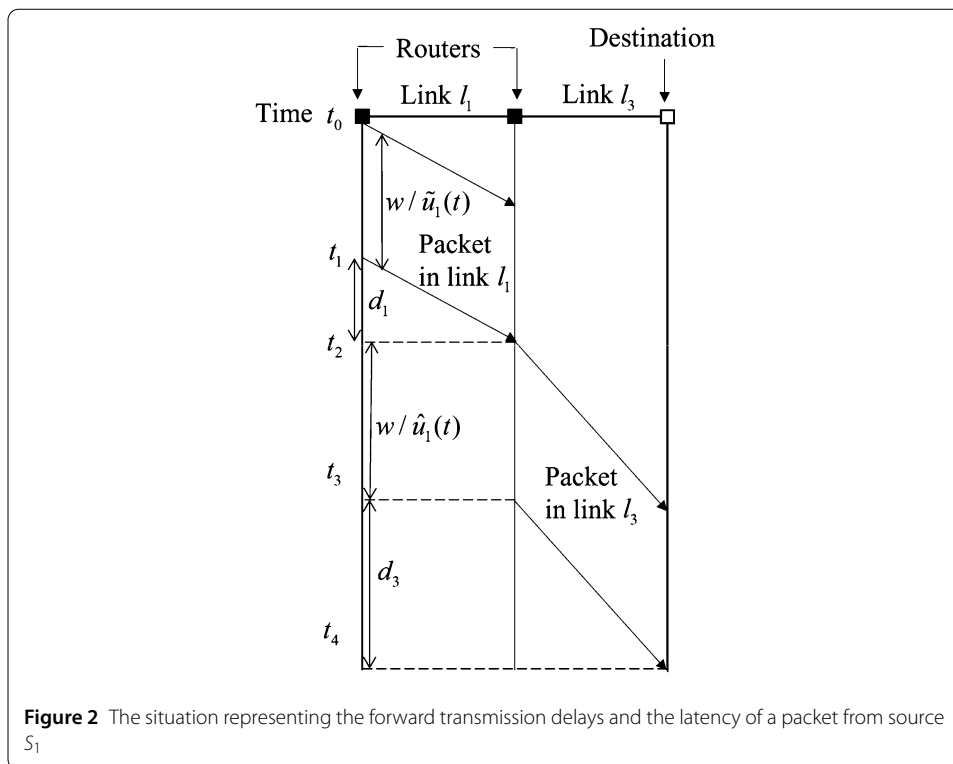 Destination
Routers
Link l₁
Link l₃
Time t₀
w / ũ₁(t)
t₁
Packet
in link l₁
d₁
t₂
w / û₁(t)
t₃
Packet
in link l₃
d₃
t₄
Figure 2 The situation representing the forward transmission delays and the latency of a packet from source
S₁